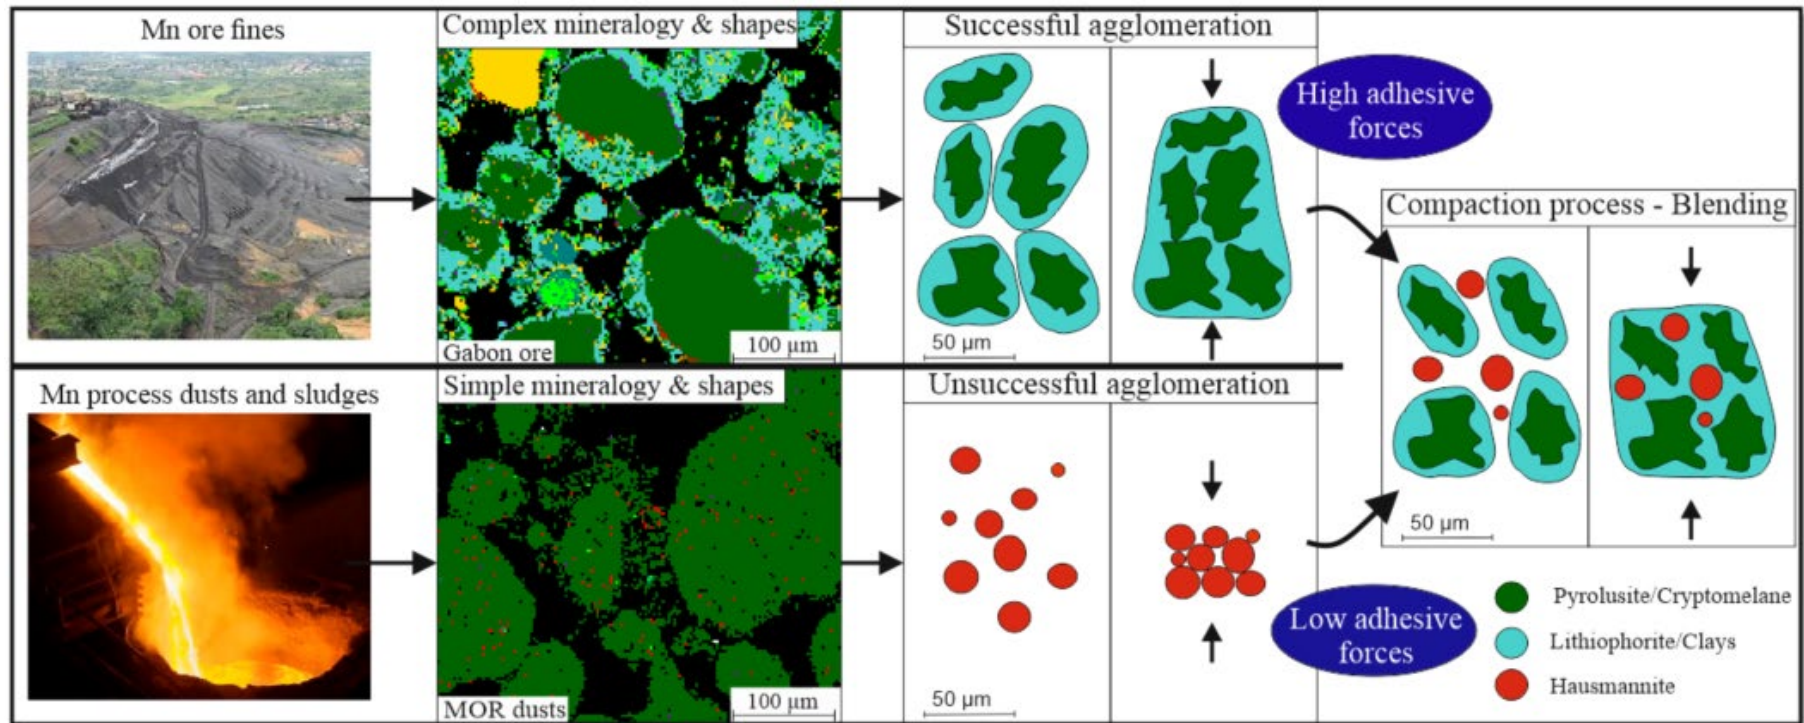 Mn ore fines
Complex mineralogy & shapes
Gabon ore
100 µm
Successful agglomeration
50 µm
High adhesive
forces
Mn process dusts and sludges
Simple mineralogy & shapes
MOR dusts
100 µm
Unsuccessful agglomeration
50 µm
Low adhesive
forces
Compaction process - Blending
50 µm
Pyrolusite/Cryptomelane
Lithiophorite/Clays
Hausmannite